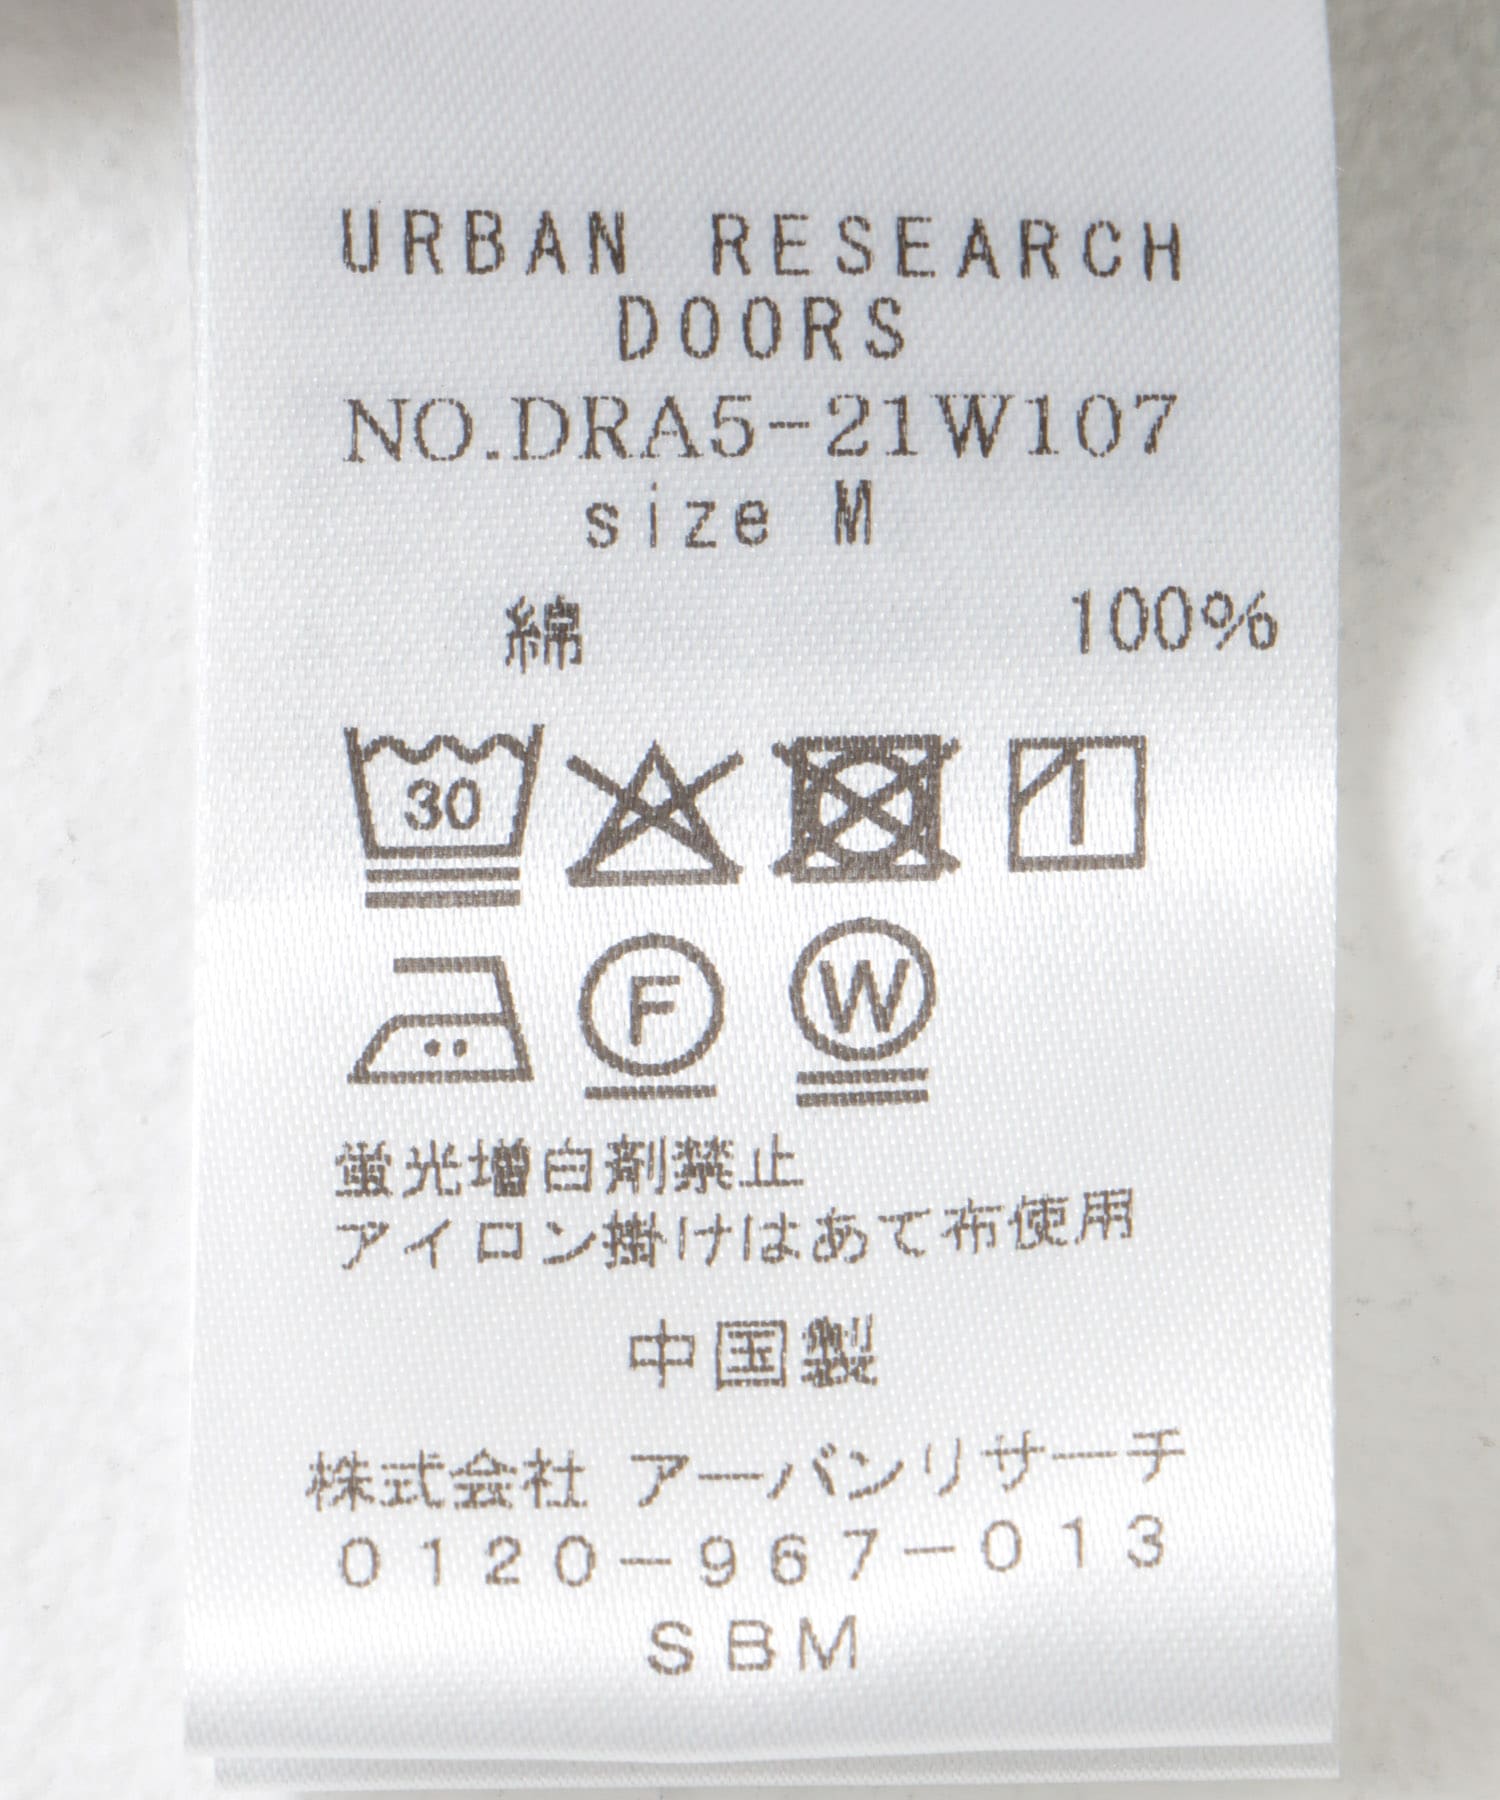 URBAN RESEARCH
DOORS
NO.DRA5-21W107
size M
綿 100%
30
F W
蛍光増白剤禁止
アイロン掛けはあて布使用
中国製
株式会社 アーバンリサーチ
0120-967-013
SBM